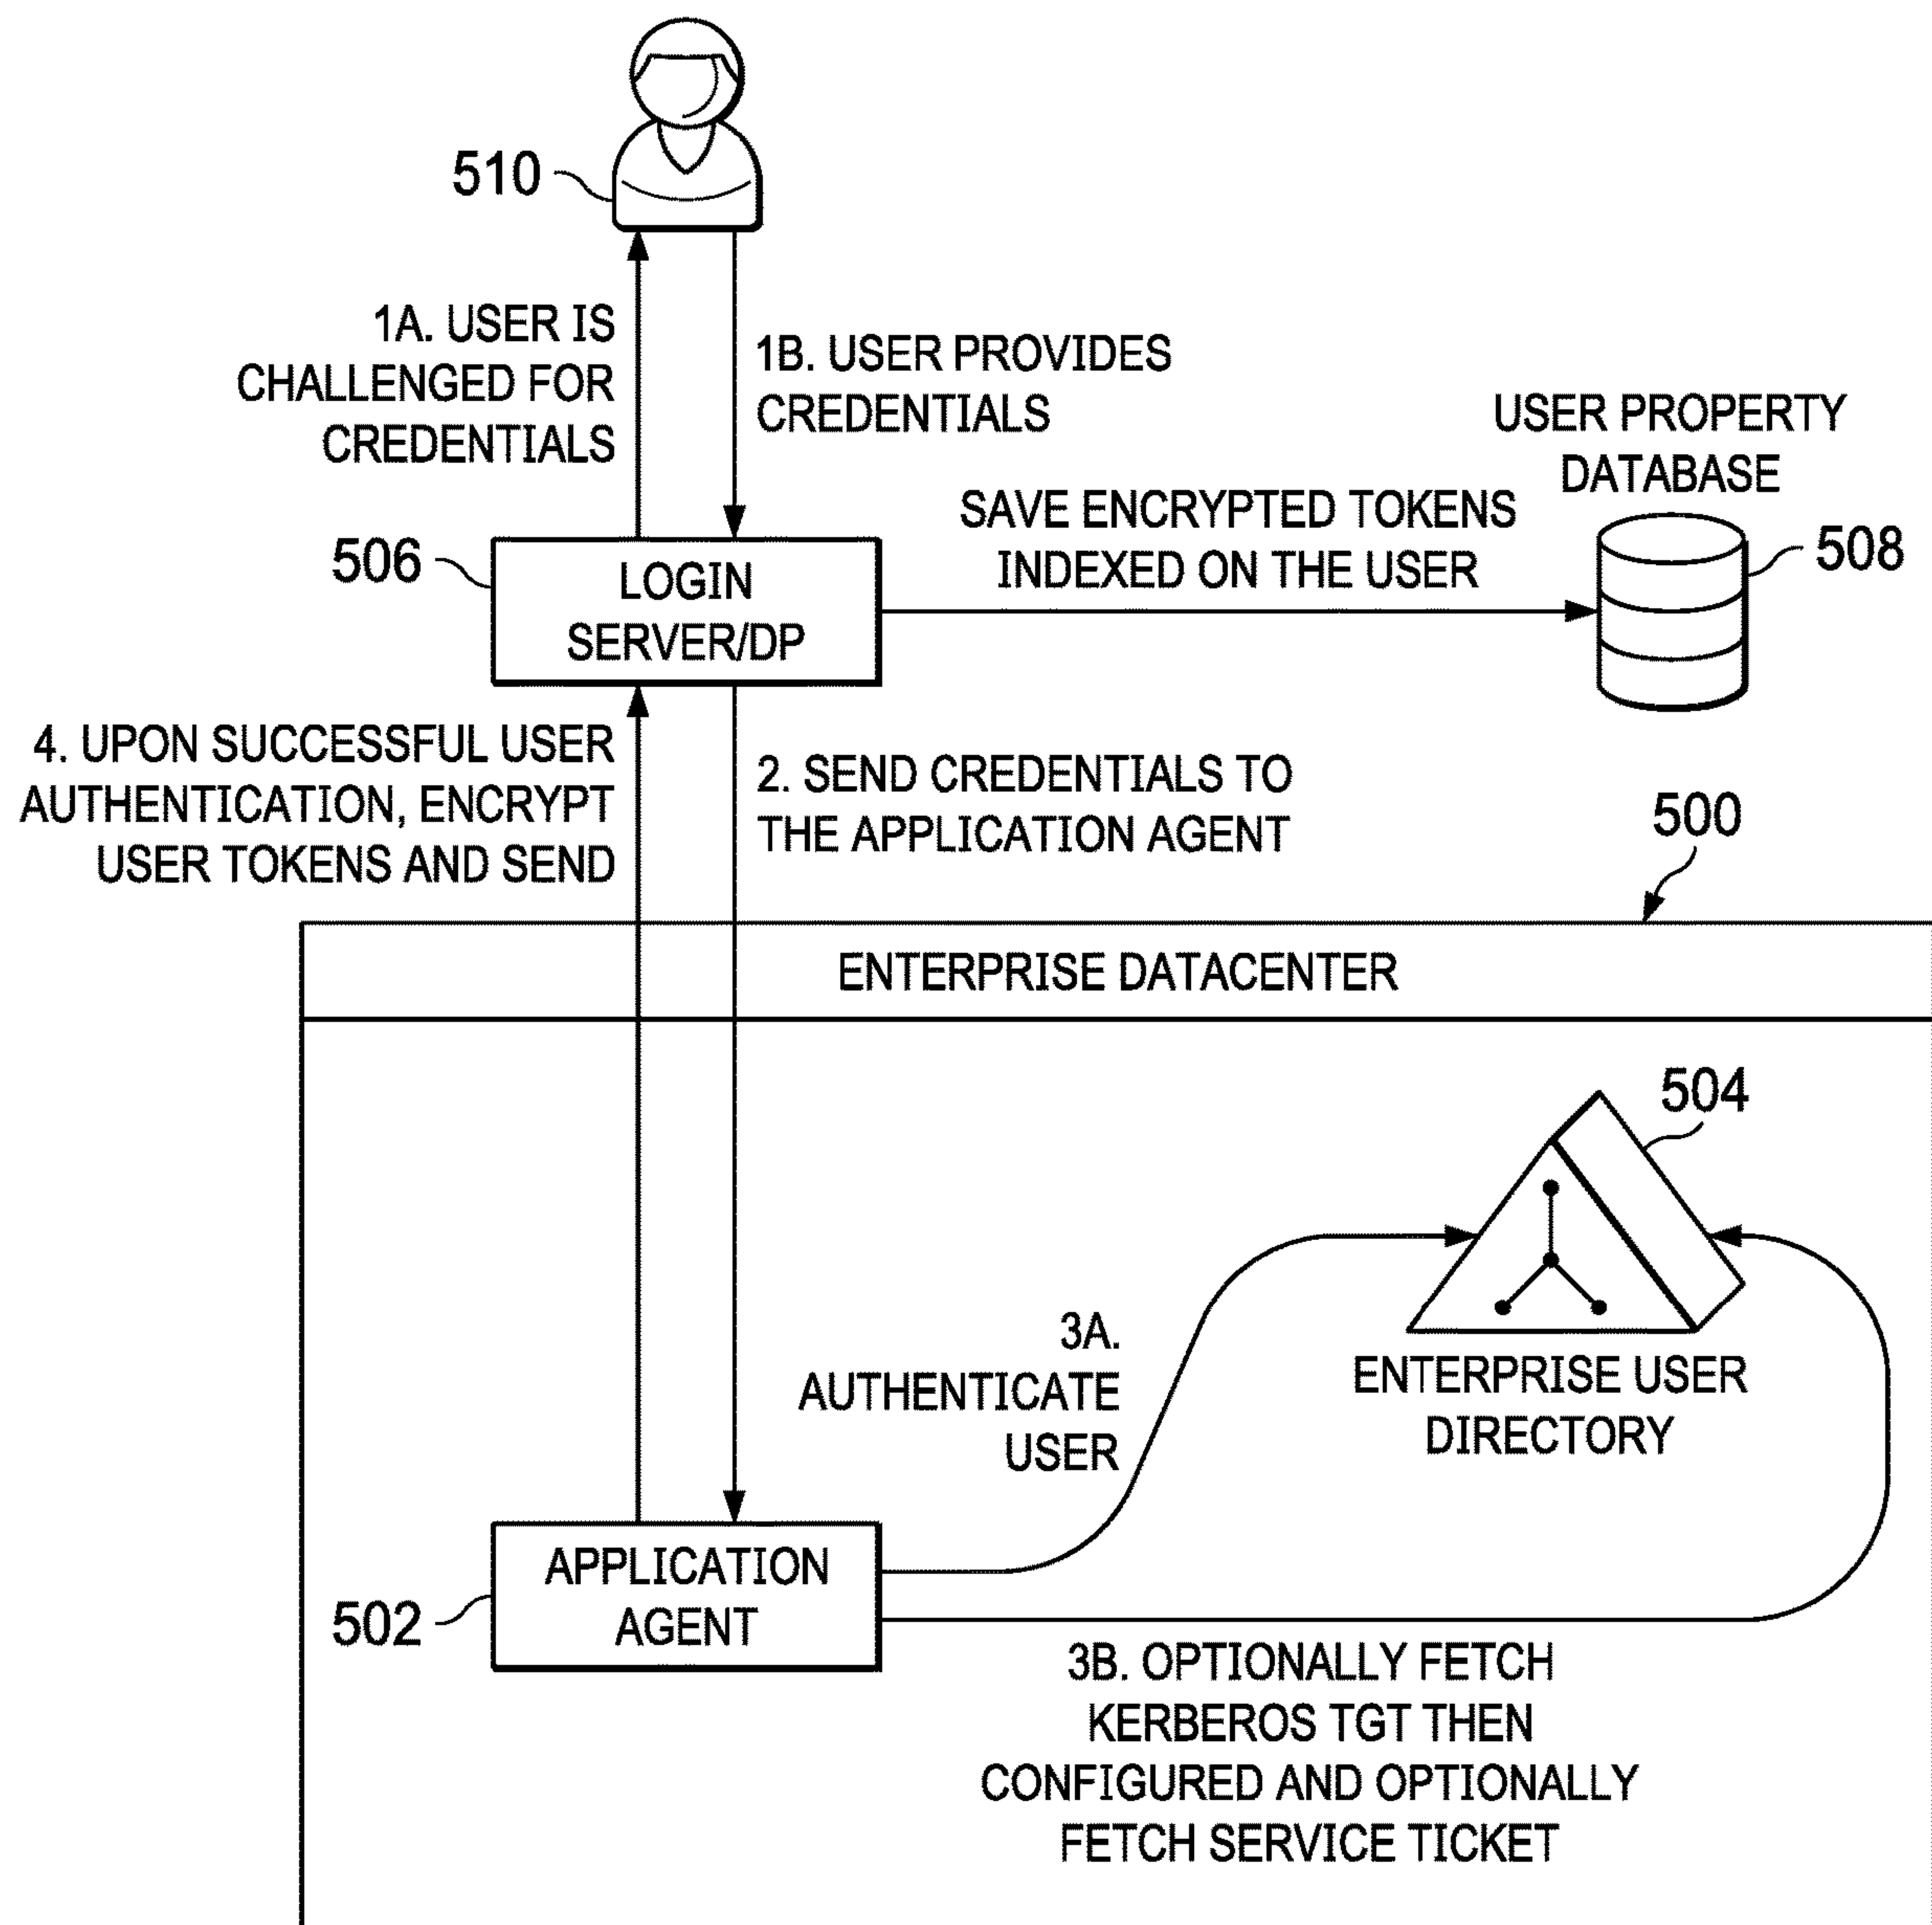 510
1A. USER IS
CHALLENGED FOR
CREDENTIALS
1B. USER PROVIDES
CREDENTIALS
USER PROPERTY
DATABASE
SAVE ENCRYPTED TOKENS
INDEXED ON THE USER
508
506
LOGIN
SERVER/DP
4. UPON SUCCESSFUL USER
AUTHENTICATION, ENCRYPT
USER TOKENS AND SEND
2. SEND CREDENTIALS TO
THE APPLICATION AGENT
500
ENTERPRISE DATACENTER
504
3A.
AUTHENTICATE
USER
ENTERPRISE USER
DIRECTORY
APPLICATION
AGENT
502
3B. OPTIONALLY FETCH
KERBEROS TGT THEN
CONFIGURED AND OPTIONALLY
FETCH SERVICE TICKET